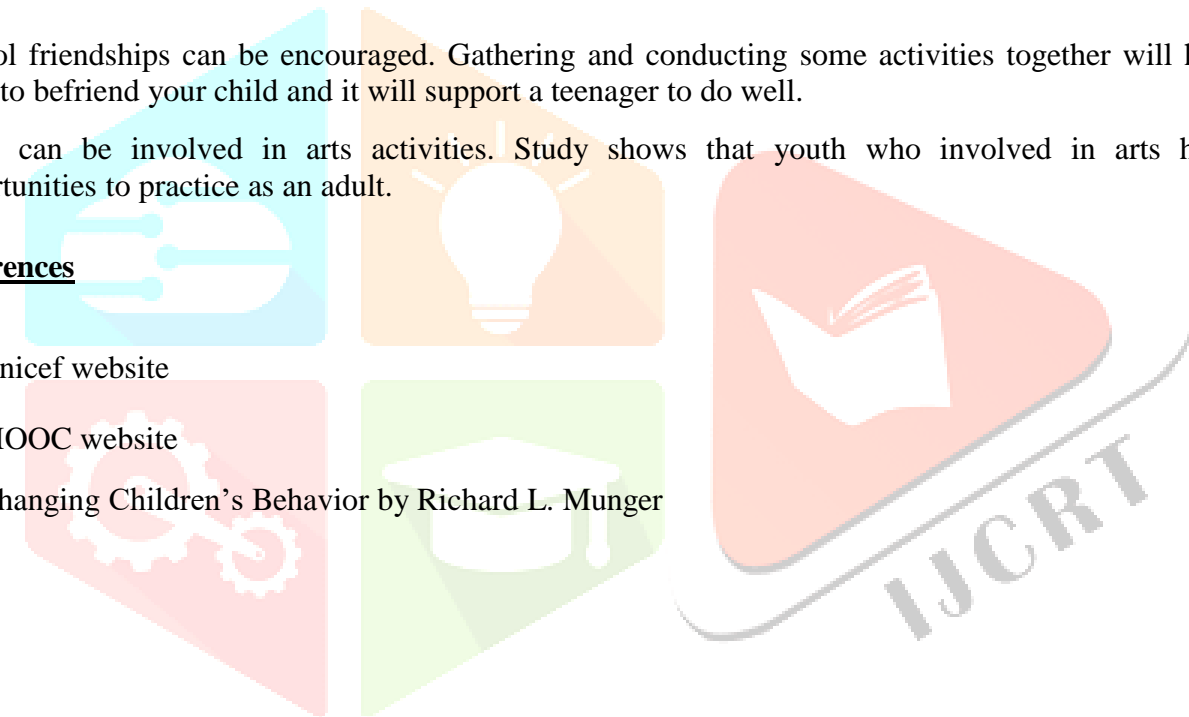 ol friendships can be encouraged. Gathering and conducting some activities together will
to befriend your child and it will support a teenager to do well.
can be involved in arts activities. Study shows that youth who involved in arts
rtunities to practice as an adult.
rences
nicef website
OOC website
hanging Children's Behavior by Richard L. Munger
IJCRT